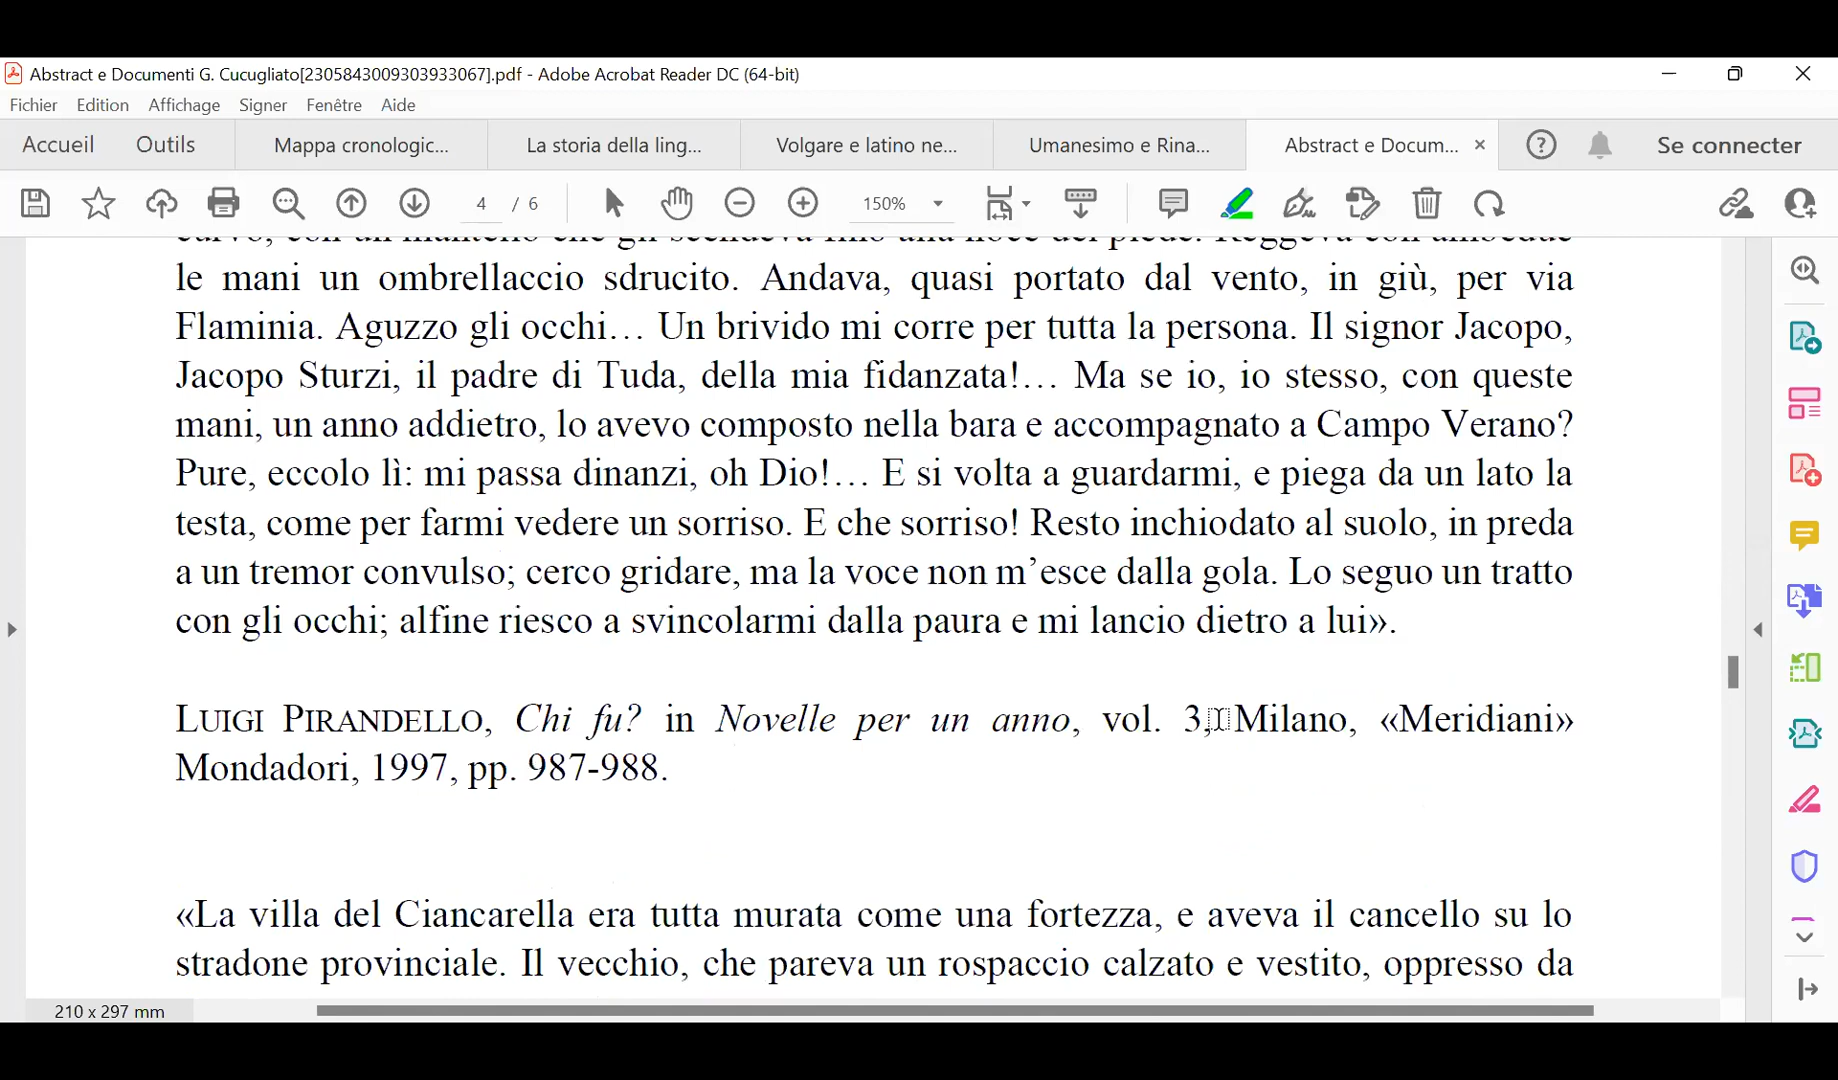 Abstract e Documenti G. Cucugliato[2305843009303933067].pdf - Adobe Acrobat Reader DC (64-bit)
Fichier Edition Affichage Signer Fenêtre Aide
Accueil Outils Mappa cronologic... La storia della ling... Volgare e latino ne... Umanesimo e Rina... Abstract e Docum... Se connecter
4 / 6 150%
le mani un ombrellaccio sdrucito. Andava, quasi portato dal vento, in giù, per via
Flaminia. Aguzzo gli occhi… Un brivido mi corre per tutta la persona. Il signor Jacopo,
Jacopo Sturzi, il padre di Tuda, della mia fidanzata!… Ma se io, io stesso, con queste
mani, un anno addietro, lo avevo composto nella bara e accompagnato a Campo Verano?
Pure, eccolo lì: mi passa dinanzi, oh Dio!… E si volta a guardarmi, e piega da un lato la
testa, come per farmi vedere un sorriso. E che sorriso! Resto inchiodato al suolo, in preda
a un tremor convulso; cerco gridare, ma la voce non m’esce dalla gola. Lo seguo un tratto
con gli occhi; alfine riesco a svincolarmi dalla paura e mi lancio dietro a lui».
LUIGI PIRANDELLO, Chi fu? in Novelle per un anno, vol. 3, Milano, «Meridiani»
Mondadori, 1997, pp. 987-988.
«La villa del Ciancarella era tutta murata come una fortezza, e aveva il cancello su lo
stradone provinciale. Il vecchio, che pareva un rospaccio calzato e vestito, oppresso da
210 x 297 mm